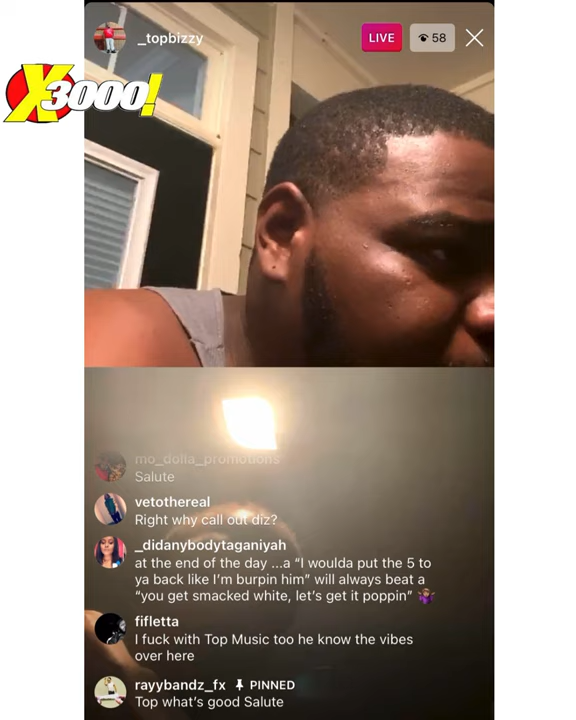 _topbizzy
LIVE
58
X3000!
mo_dolla_promotions
Salute
vetothereal
Right why call out diz?
_didanybodytaganiyah
at the end of the day ...a “I woulda put the 5 to
ya back like I’m burpin him” will always beat a
“you get smacked white, let’s get it poppin” 🤷🏽‍♀️
fifletta
I fuck with Top Music too he know the vibes
over here
rayybandz_fx 📌 PINNED
Top what’s good Salute